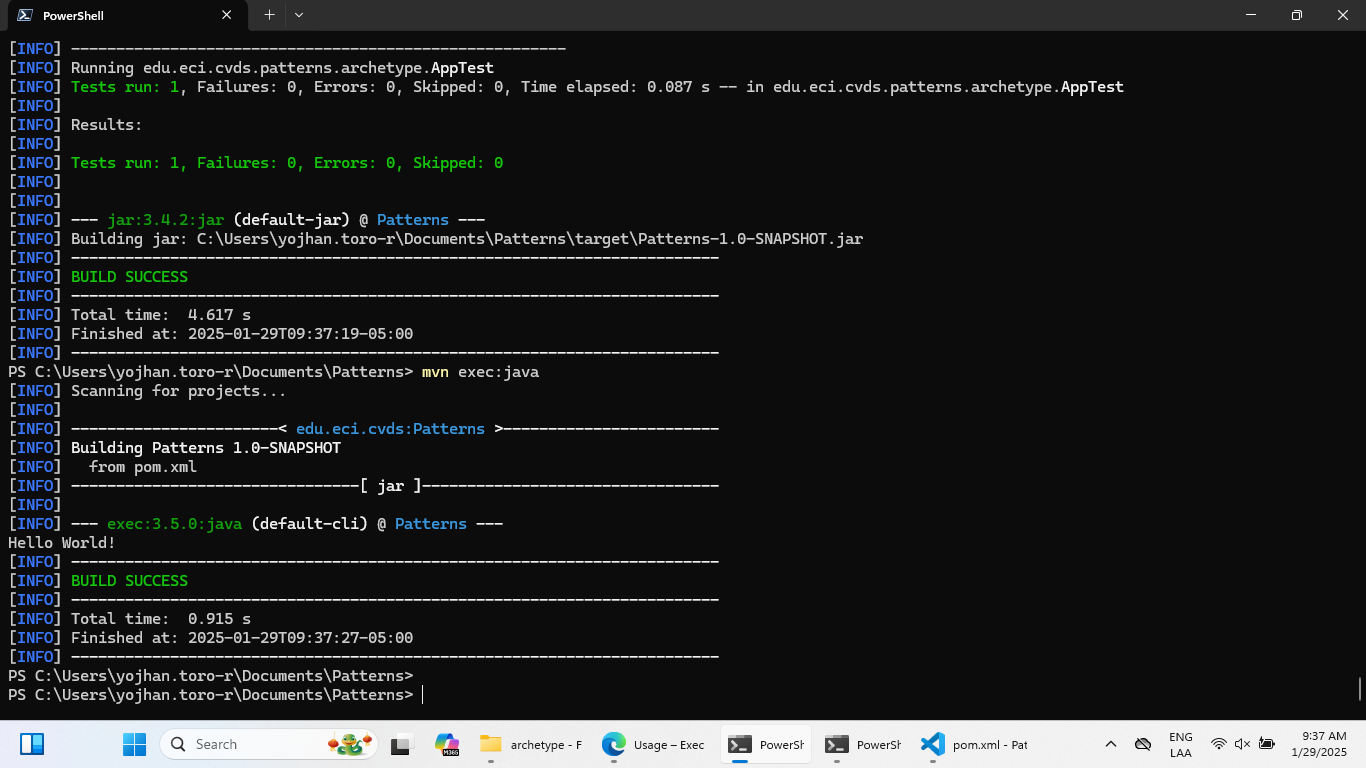 PowerShell
[INFO] -------------------------------------------------------
[INFO] Running edu.eci.cvds.patterns.archetype.AppTest
[INFO] Tests run: 1, Failures: 0, Errors: 0, Skipped: 0, Time elapsed: 0.087 s -- in edu.eci.cvds.patterns.archetype.AppTest
[INFO]
[INFO] Results:
[INFO]
[INFO] Tests run: 1, Failures: 0, Errors: 0, Skipped: 0
[INFO]
[INFO]
[INFO] --- jar:3.4.2:jar (default-jar) @ Patterns ---
[INFO] Building jar: C:\Users\yojhan.toro-r\Documents\Patterns\target\Patterns-1.0-SNAPSHOT.jar
[INFO] ------------------------------------------------------------------------
[INFO] BUILD SUCCESS
[INFO] ------------------------------------------------------------------------
[INFO] Total time:  4.617 s
[INFO] Finished at: 2025-01-29T09:37:19-05:00
[INFO] ------------------------------------------------------------------------
PS C:\Users\yojhan.toro-r\Documents\Patterns> mvn exec:java
[INFO] Scanning for projects...
[INFO]
[INFO] -----------------------< edu.eci.cvds:Patterns >------------------------
[INFO] Building Patterns 1.0-SNAPSHOT
[INFO]   from pom.xml
[INFO] --------------------------------[ jar ]---------------------------------
[INFO]
[INFO] --- exec:3.5.0:java (default-cli) @ Patterns ---
Hello World!
[INFO] ------------------------------------------------------------------------
[INFO] BUILD SUCCESS
[INFO] ------------------------------------------------------------------------
[INFO] Total time:  0.915 s
[INFO] Finished at: 2025-01-29T09:37:27-05:00
[INFO] ------------------------------------------------------------------------
PS C:\Users\yojhan.toro-r\Documents\Patterns>
PS C:\Users\yojhan.toro-r\Documents\Patterns>
Search
M365
archetype - F
Usage – Exec
PowerSh
PowerSh
pom.xml - Pat
ENG
LAA
9:37 AM
1/29/2025